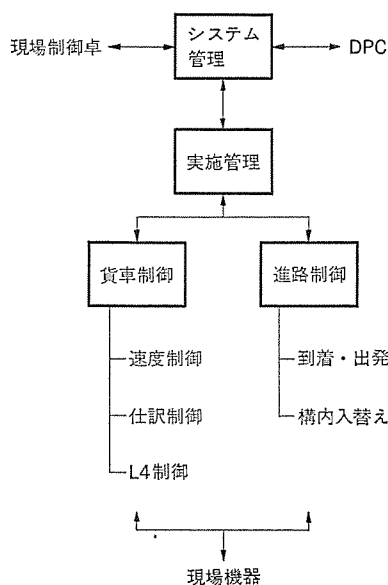 現場制御卓
システム
管理
DPC
実施管理
貨車制御
進路制御
速度制御
到着・出発
仕訳制御
構内入替え
L4制御
現場機器